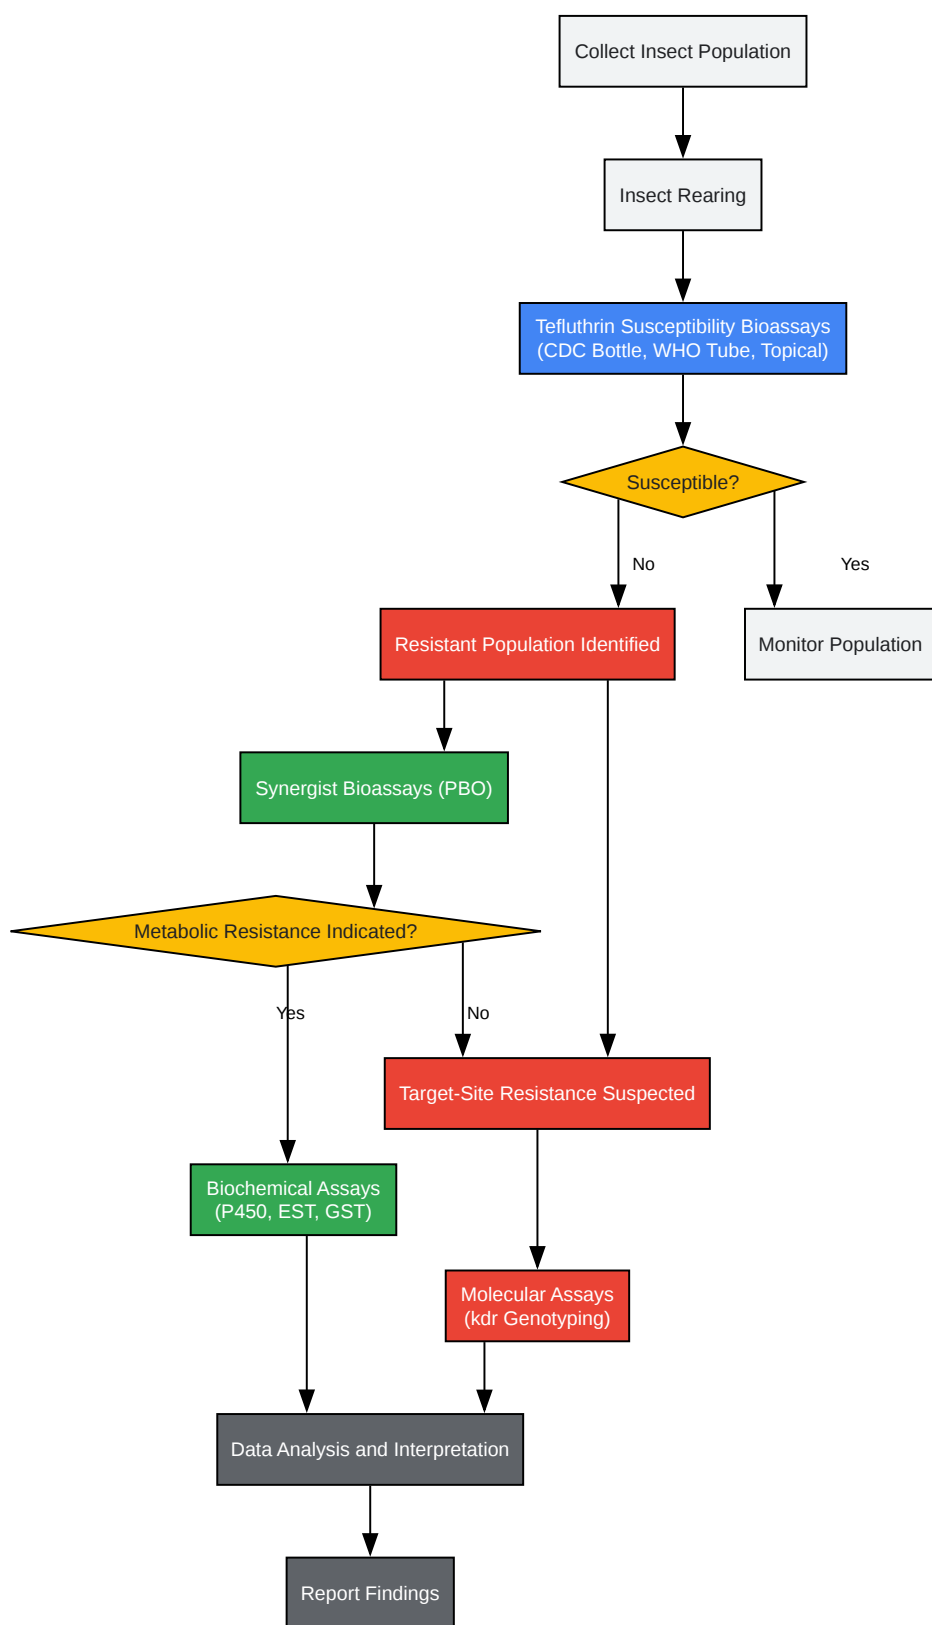 Collect Insect Population
Insect Rearing
Tefluthrin Susceptibility Bioassays
(CDC Bottle, WHO Tube, Topical)
Susceptible?
No
Yes
Resistant Population Identified
Monitor Population
Synergist Bioassays (PBO)
Metabolic Resistance Indicated?
Yes
No
Target-Site Resistance Suspected
Biochemical Assays
(P450, EST, GST)
Molecular Assays
(kdr Genotyping)
Data Analysis and Interpretation
Report Findings